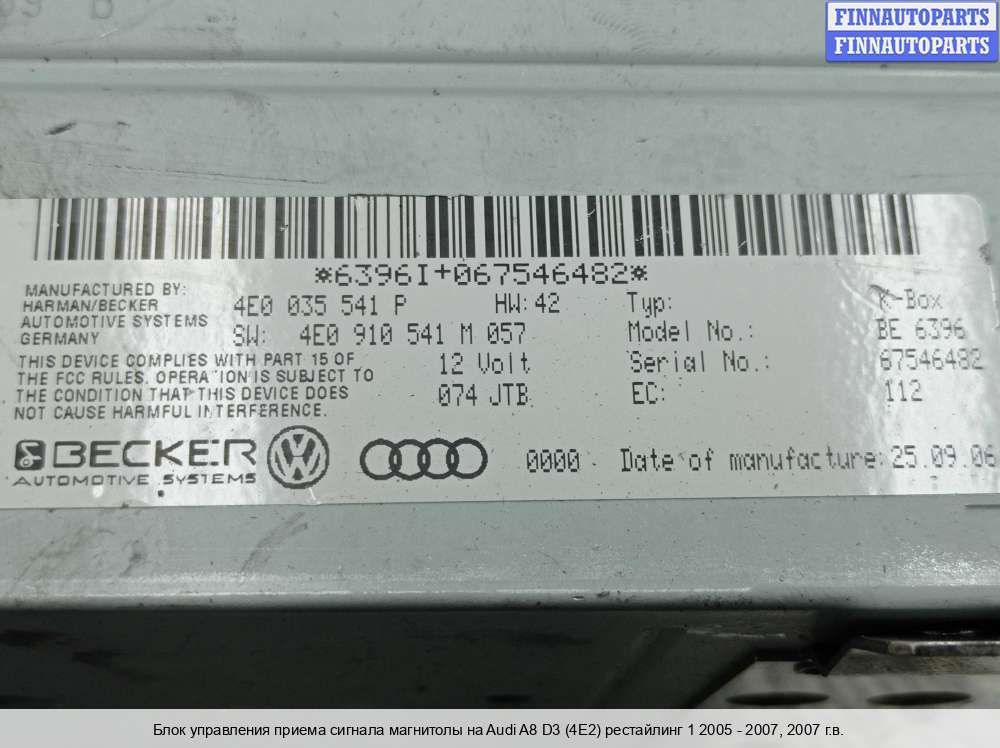 FINNAUTOPARTS
FINNAUTOPARTS
*6396I+067546482*
MANUFACTURED BY:
HARMAN/BECKER
AUTOMOTIVE SYSTEMS
GERMANY
4E0 035 541 P HW: 42
SW: 4E0 910 541 M 057
12 Volt
074 JTB
Typ: K-Box
Model No.: BE 6396
Serial No.: 67546482
EC: 112
THIS DEVICE COMPLIES WITH PART 15 OF
THE FCC RULES. OPERATION IS SUBJECT TO
THE CONDITION THAT THIS DEVICE DOES
NOT CAUSE HARMFUL INTERFERENCE.
BECKER
AUTOMOTIVE SYSTEMS
0000 Date of manufacture: 25.09.06
Блок управления приема сигнала магнитолы на Audi A8 D3 (4E2) рестайлинг 1 2005 - 2007, 2007 г.в.